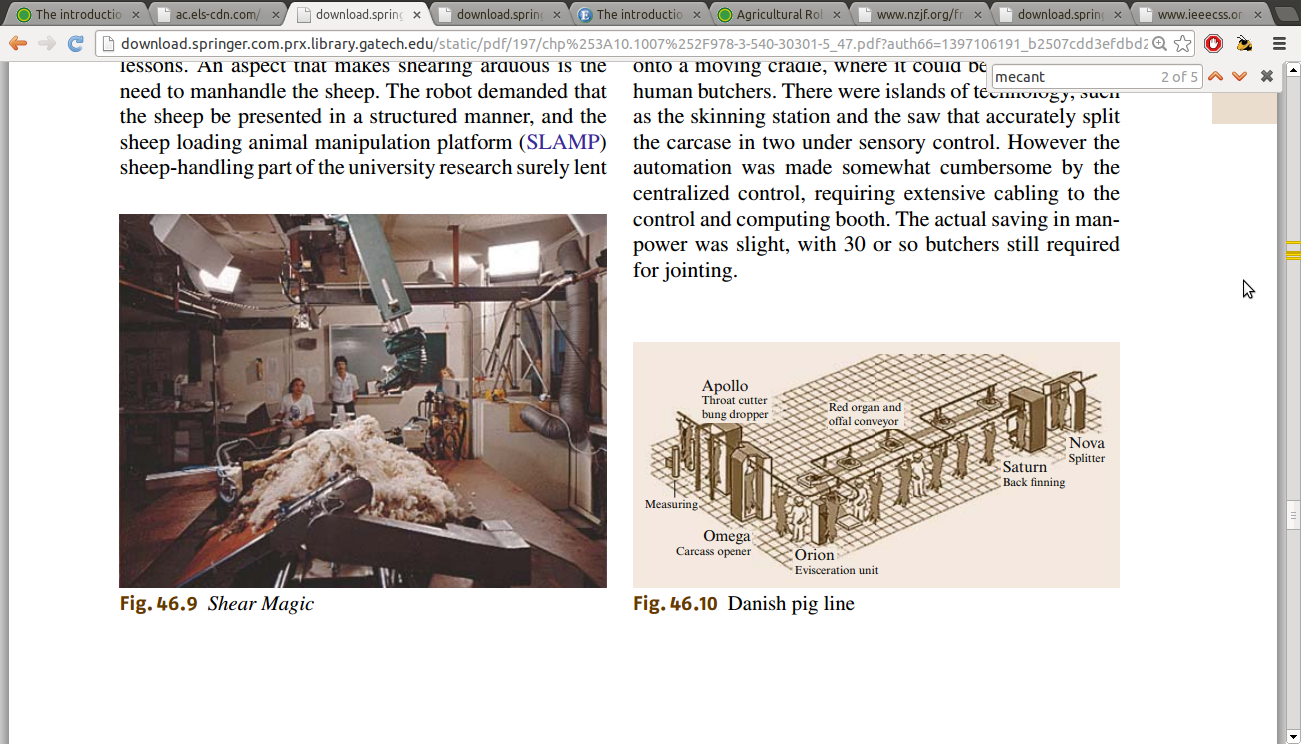 The introductio
ac.els-cdn.com/
download.spring
download.spring
The introductio
Agricultural Ro
www.nzjf.org/fr
download.spring
www.ieeecss.or
download.springer.com.prx.library.gatech.edu/static/pdf/197/chp%253A10.1007%252F978-3-540-30301-5_47.pdf?auth66=1397106191_b2507cdd3efdbd2
mecant
2 of 5
lessons. An aspect that makes shearing arduous is the
need to manhandle the sheep. The robot demanded that
the sheep be presented in a structured manner, and the
sheep loading animal manipulation platform (SLAMP)
sheep-handling part of the university research surely lent
Fig. 46.9 Shear Magic
onto a moving cradle, where it could be
human butchers. There were islands of technology, such
as the skinning station and the saw that accurately split
the carcase in two under sensory control. However the
automation was made somewhat cumbersome by the
centralized control, requiring extensive cabling to the
control and computing booth. The actual saving in man-
power was slight, with 30 or so butchers still required
for jointing.
Apollo
Throat cutter
bung dropper
Red organ and
offal conveyor
Nova
Splitter
Saturn
Back finning
Measuring
Omega
Carcass opener
Orion
Evisceration unit
Fig. 46.10 Danish pig line